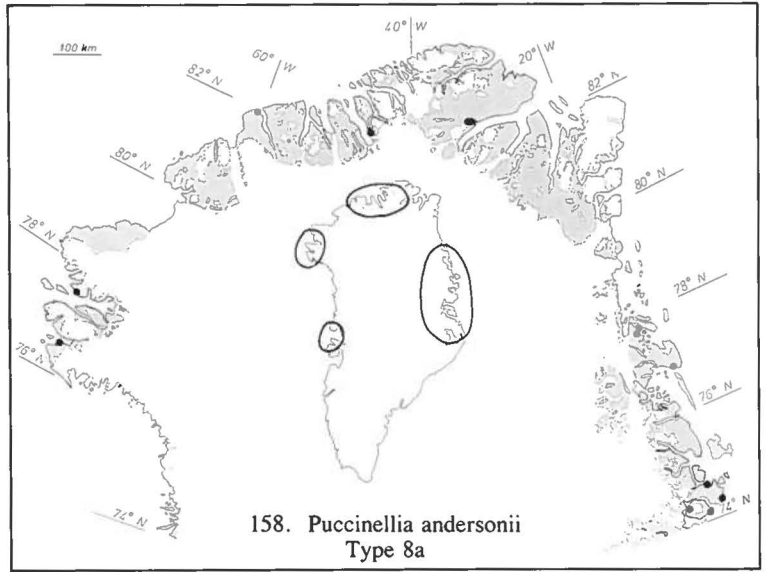 100 km
40° W
60° W
20° W
82° N
82° N
80° N
80° N
78° N
78° N
76° N
76° N
74° N
74° N
158. Puccinellia andersonii
Type 8a